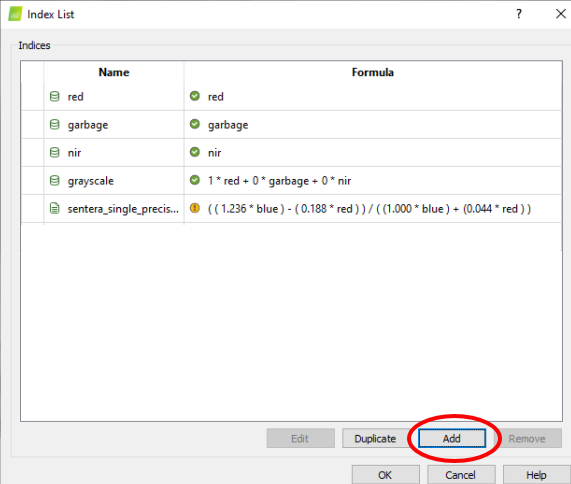 Index List ?
Indices
Name Formula
red red
garbage garbage
nir nir
grayscale 1 * red + 0 * garbage + 0 * nir
sentera_single_precis... ( ( 1.236 * blue ) - ( 0.188 * red ) ) / ( (1.000 * blue ) + (0.044 * red ) )
Edit Duplicate Add Remove
OK Cancel Help